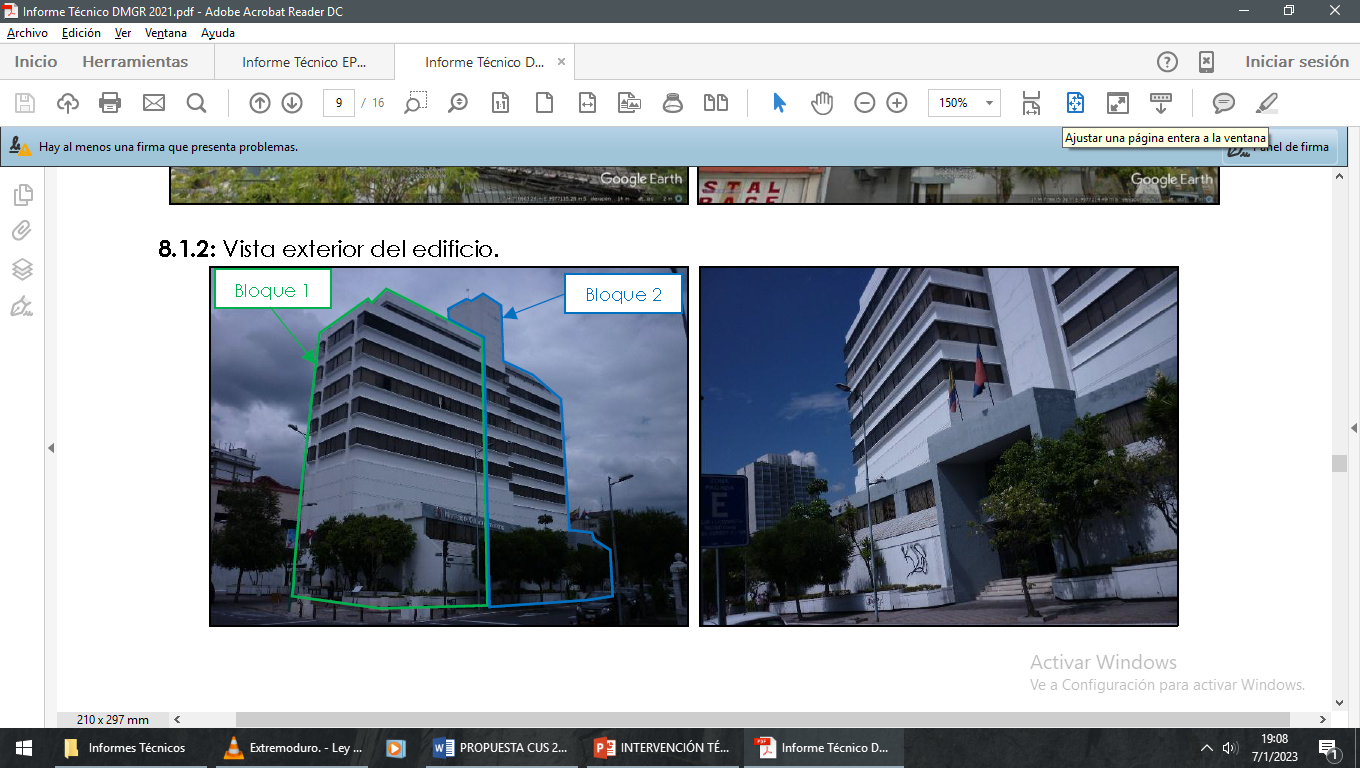 Informe Técnico DMGR 2021.pdf - Adobe Acrobat Reader DC
Archivo Edición Ver Ventana Ayuda
Inicio Herramientas Informe Técnico EP... Informe Técnico D... × Iniciar sesión
9 / 16 150%
Ajustar una página entera a la ventana
Hay al menos una firma que presenta problemas. Panel de firma
Google Earth
STAL
Google Earth
8.1.2: Vista exterior del edificio.
Bloque 1
Bloque 2
E
Activar Windows
Ve a Configuración para activar Windows.
210 x 297 mm
Informes Técnicos Extremoduro. - Ley ... PROPUESTA CUS 2... INTERVENCIÓN TÉ... Informe Técnico D...
19:08
7/1/2023
1